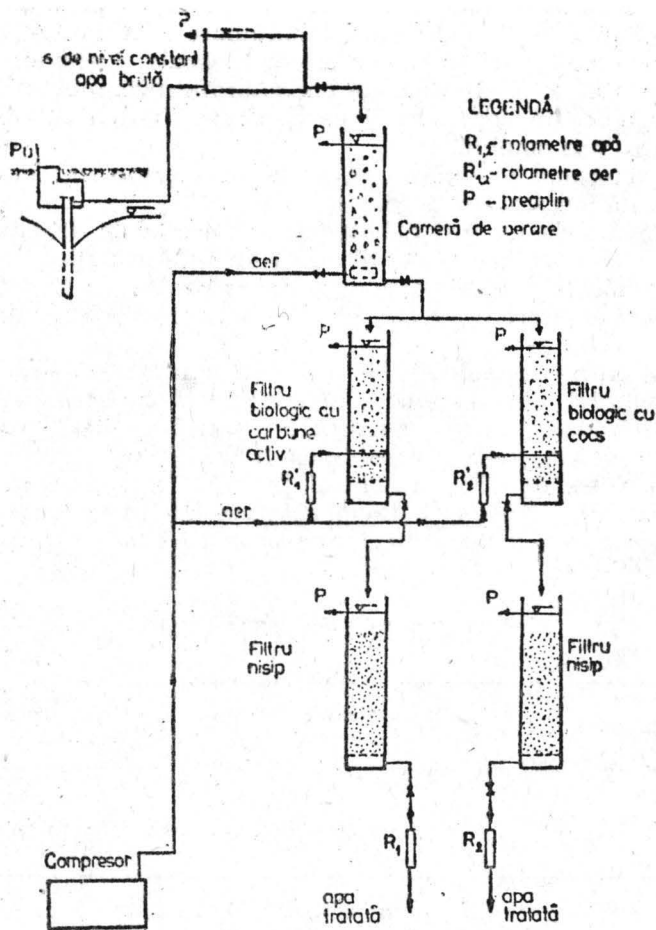 P
s de nivel constant
apă brută
LEGENDĂ
R₁,₂- rotametre apă
R'₁,₂- rotametre aer
P - preaplin
Pu
P
Cameră de aerare
aer
P
P
Filtru
biologic cu
carbune
activ
Filtru
biologic cu
cocs
R'₁
R'₂
aer
P
P
Filtru
nisip
Filtru
nisip
R₁
R₂
Compresor
apa
tratată
apa
tratată